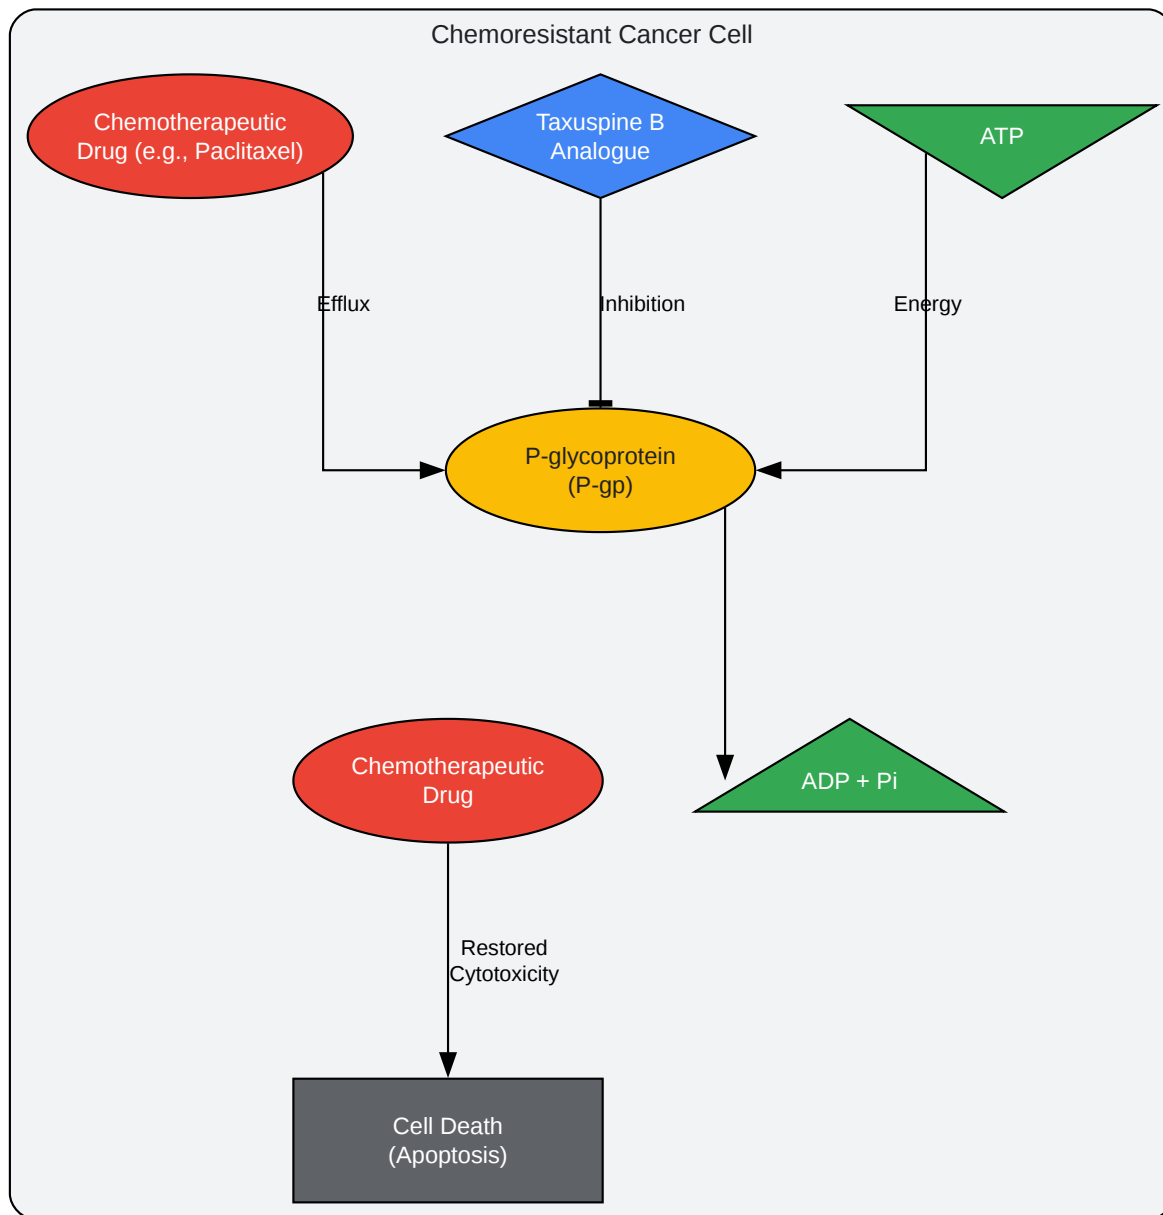 Chemoresistant Cancer Cell
Chemotherapeutic
Drug (e.g., Paclitaxel)
Taxuspine B
Analogue
ATP
Efflux
Inhibition
Energy
P-glycoprotein
(P-gp)
Chemotherapeutic
Drug
ADP + Pi
Restored
Cytotoxicity
Cell Death
(Apoptosis)